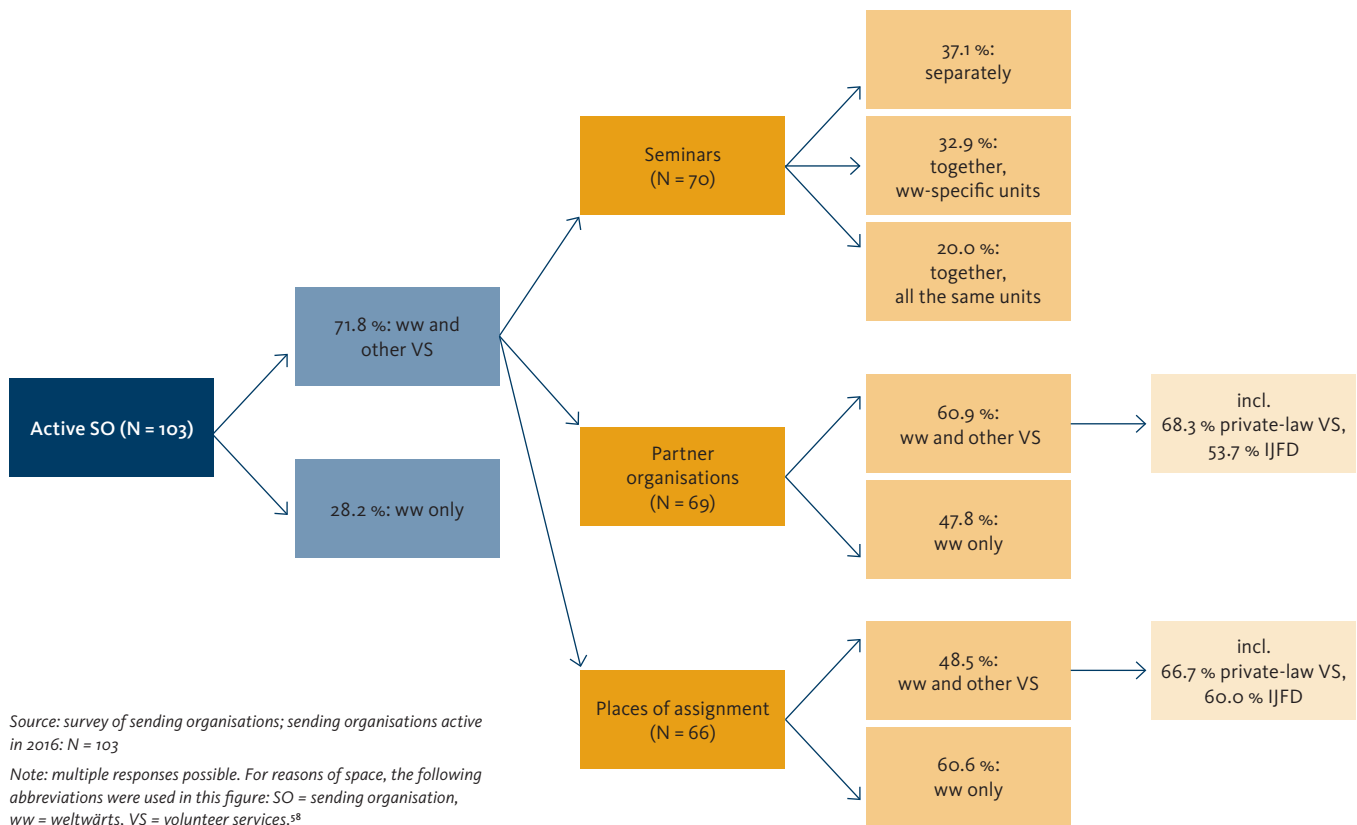 Active SO (N = 103)
71.8 %: ww and
other VS
28.2 %: ww only
Seminars
(N = 70)
37.1 %:
separately
32.9 %:
together,
ww-specific units
20.0 %:
together,
all the same units
Partner
organisations
(N = 69)
60.9 %:
ww and other VS
incl.
68.3 % private-law VS,
53.7 % IJFD
47.8 %:
ww only
Places of assignment
(N = 66)
48.5 %:
ww and other VS
incl.
66.7 % private-law VS,
60.0 % IJFD
60.6 %:
ww only
Source: survey of sending organisations; sending organisations active
in 2016: N = 103
Note: multiple responses possible. For reasons of space, the following
abbreviations were used in this figure: SO = sending organisation,
ww = weltwärts, VS = volunteer services.⁵⁸